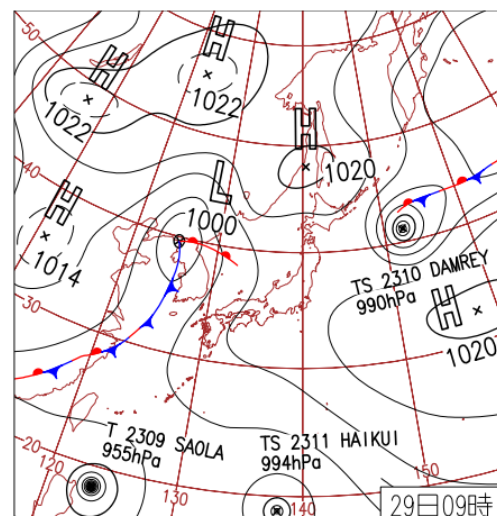 50
H
H
1022
1022
H
1020
40
L
1000
H
1014
TS 2310 DAMREY
990hPa
H
1020
30
T 2309 SAOLA
955hPa
TS 2311 HAIKUI
994hPa
20
120
130
140
150
29日09時